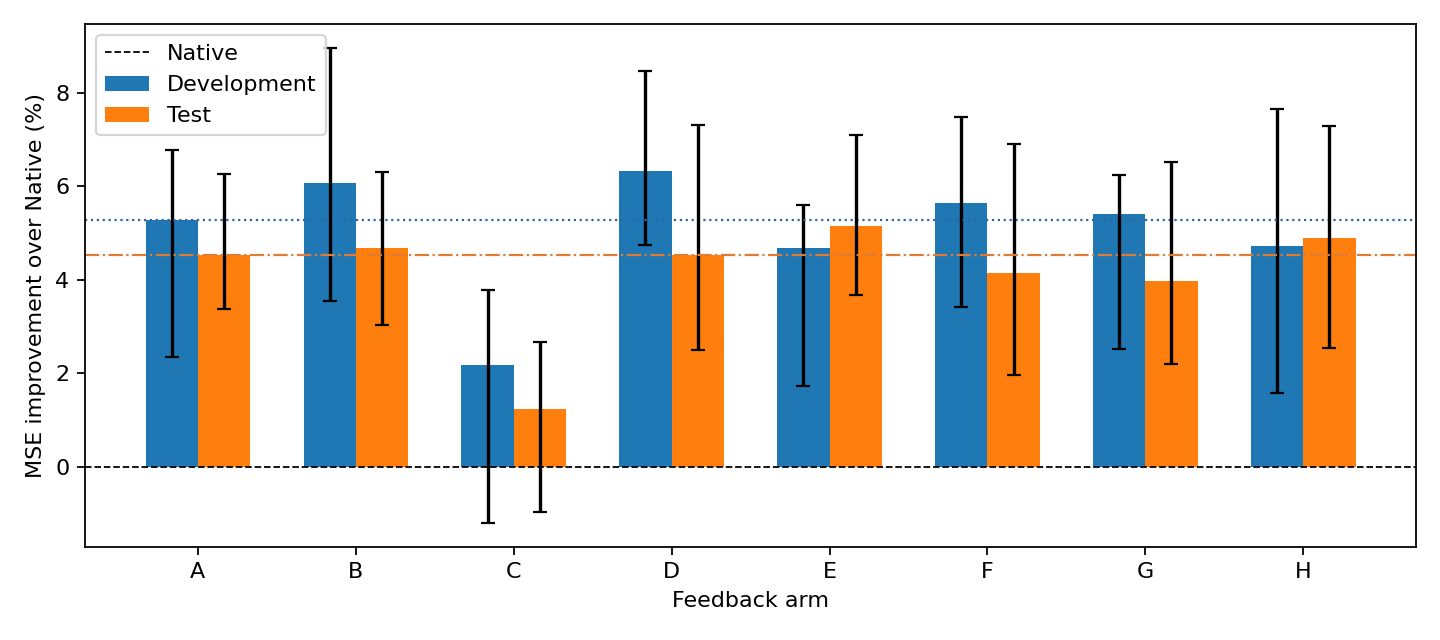 Native
Development
Test
MSE improvement over Native (%)
8
6
4
2
0
A B C D E F G H
Feedback arm